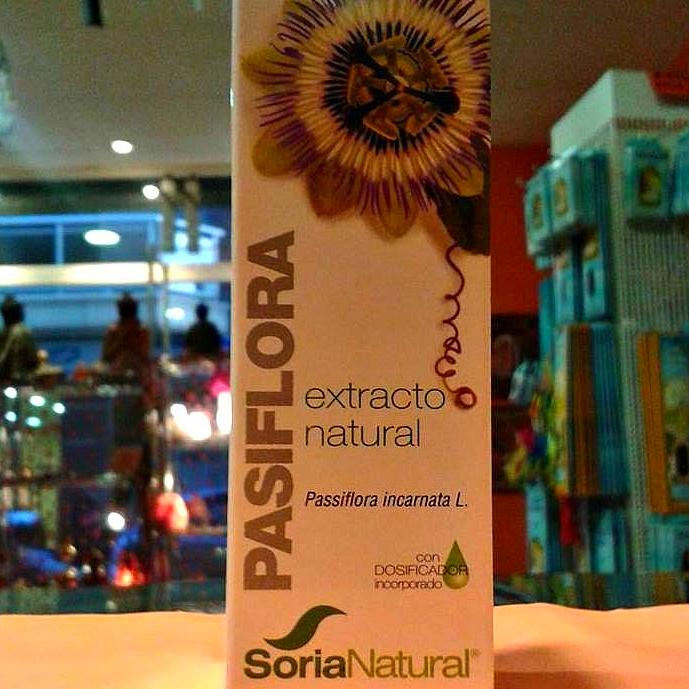 PASIFLORA
extracto
natural
Passiflora incarnata L.
con
DOSIFICADOR
incorporado
SoriaNatural®